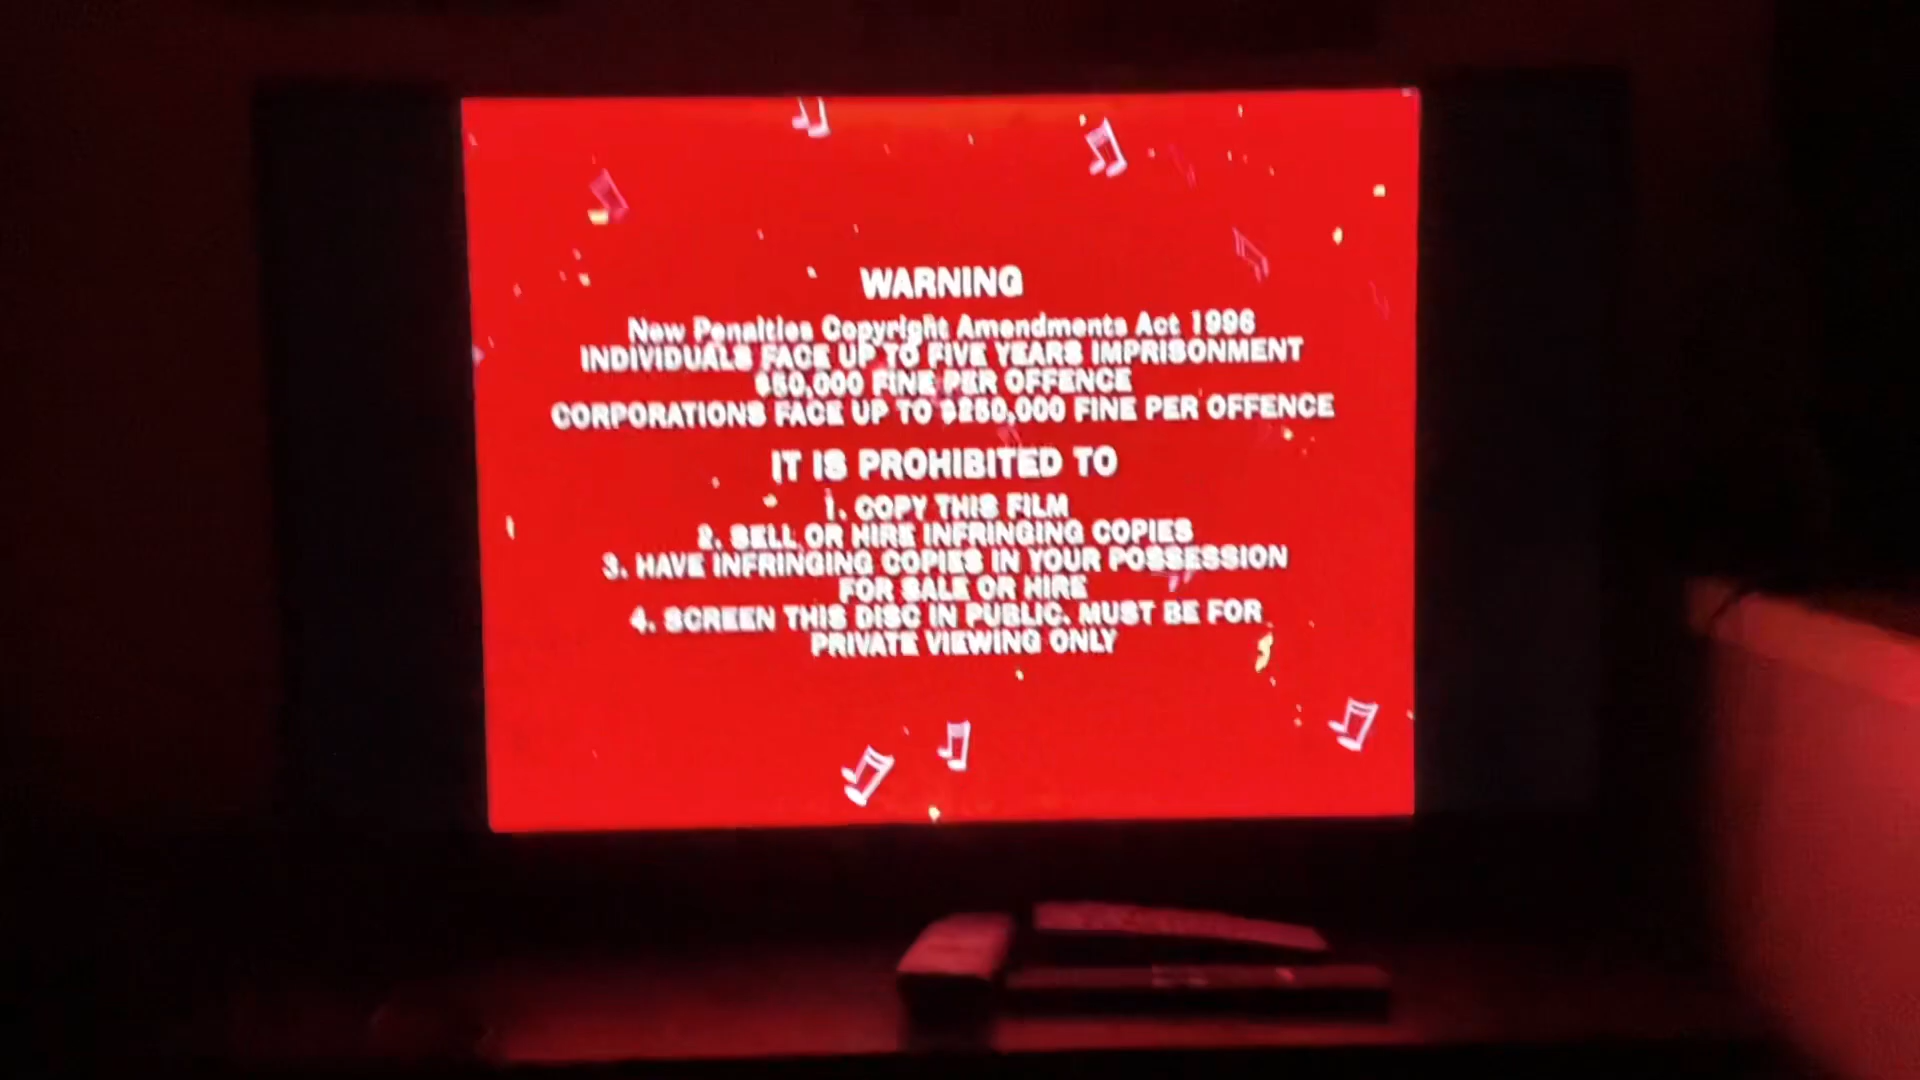 WARNING
New Penalties Copyright Amendments Act 1996
INDIVIDUALS FACE UP TO FIVE YEARS IMPRISONMENT
$50,000 FINE PER OFFENCE
CORPORATIONS FACE UP TO $250,000 FINE PER OFFENCE
IT IS PROHIBITED TO
1. COPY THIS FILM
2. SELL OR HIRE INFRINGING COPIES
3. HAVE INFRINGING COPIES IN YOUR POSSESSION
FOR SALE OR HIRE
4. SCREEN THIS DISC IN PUBLIC. MUST BE FOR
PRIVATE VIEWING ONLY